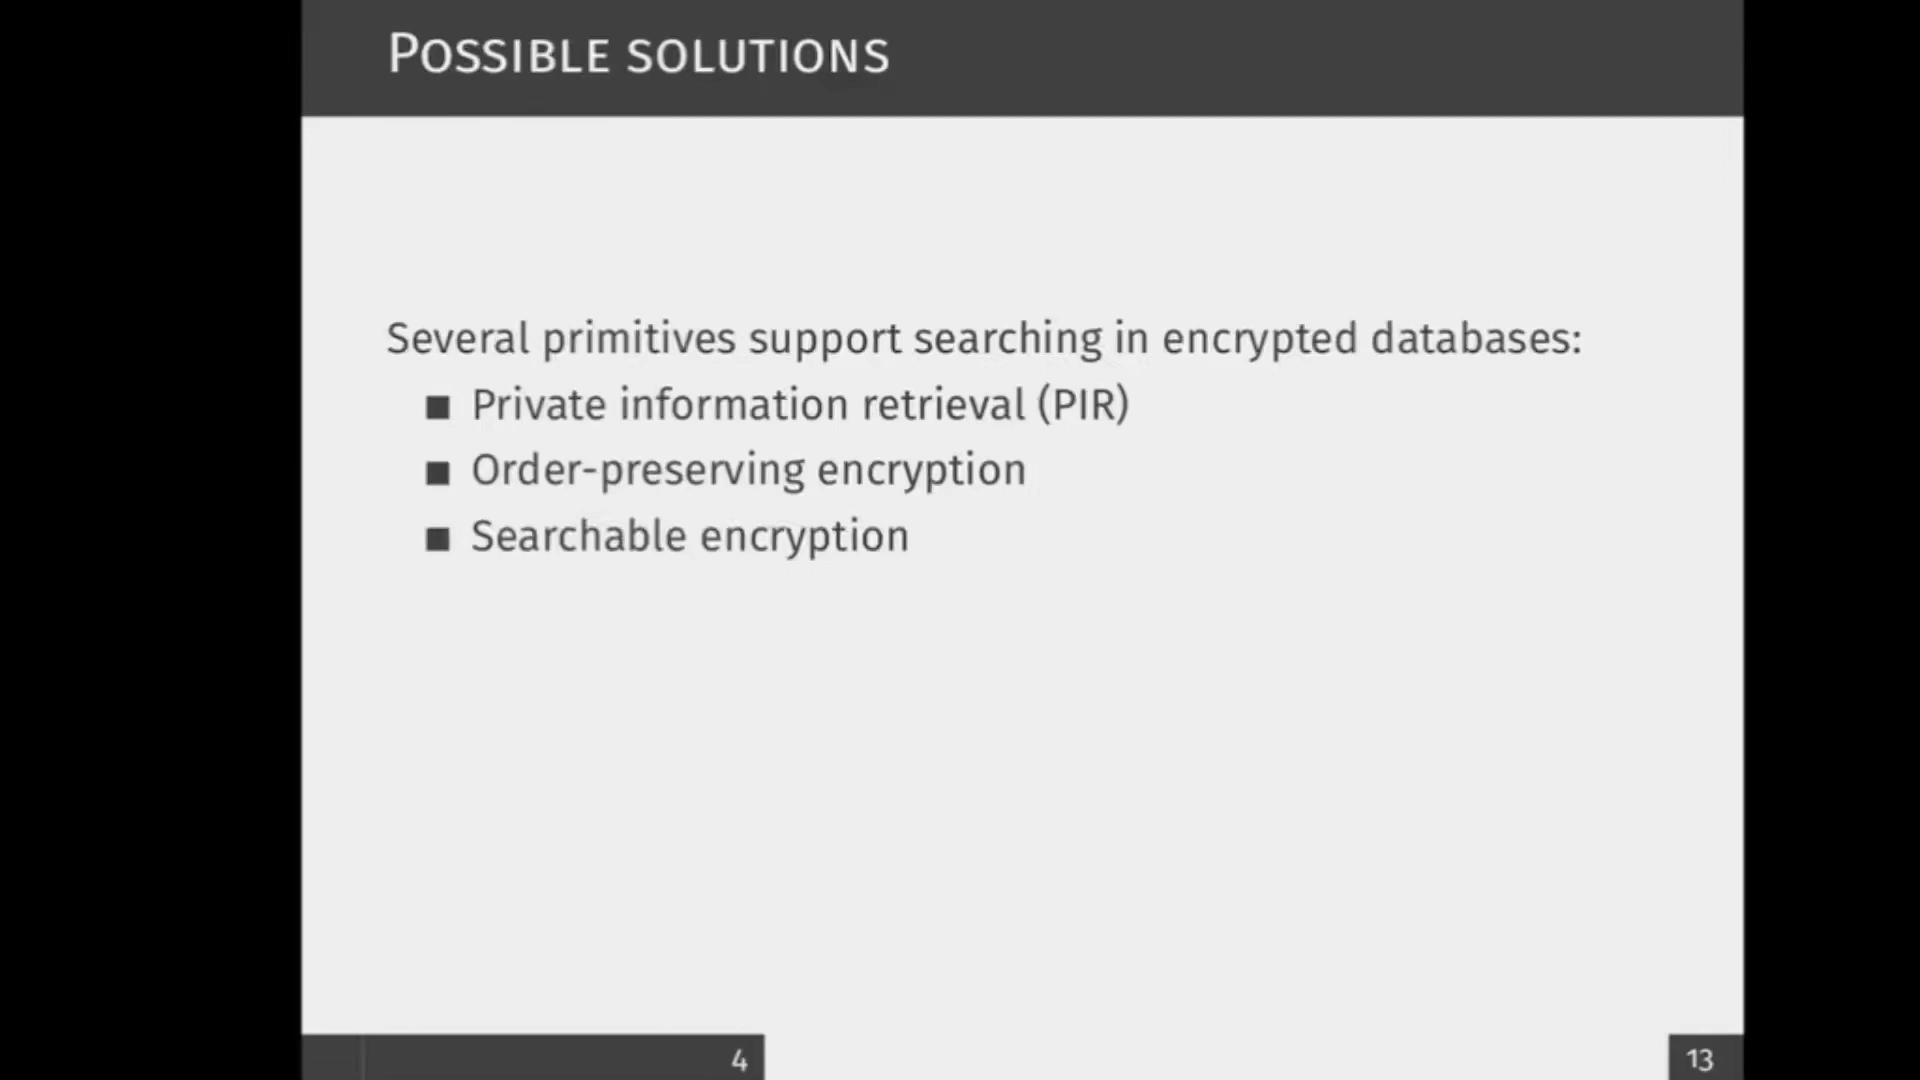 Possible solutions
Several primitives support searching in encrypted databases:
■ Private information retrieval (PIR)
■ Order-preserving encryption
■ Searchable encryption
4
13